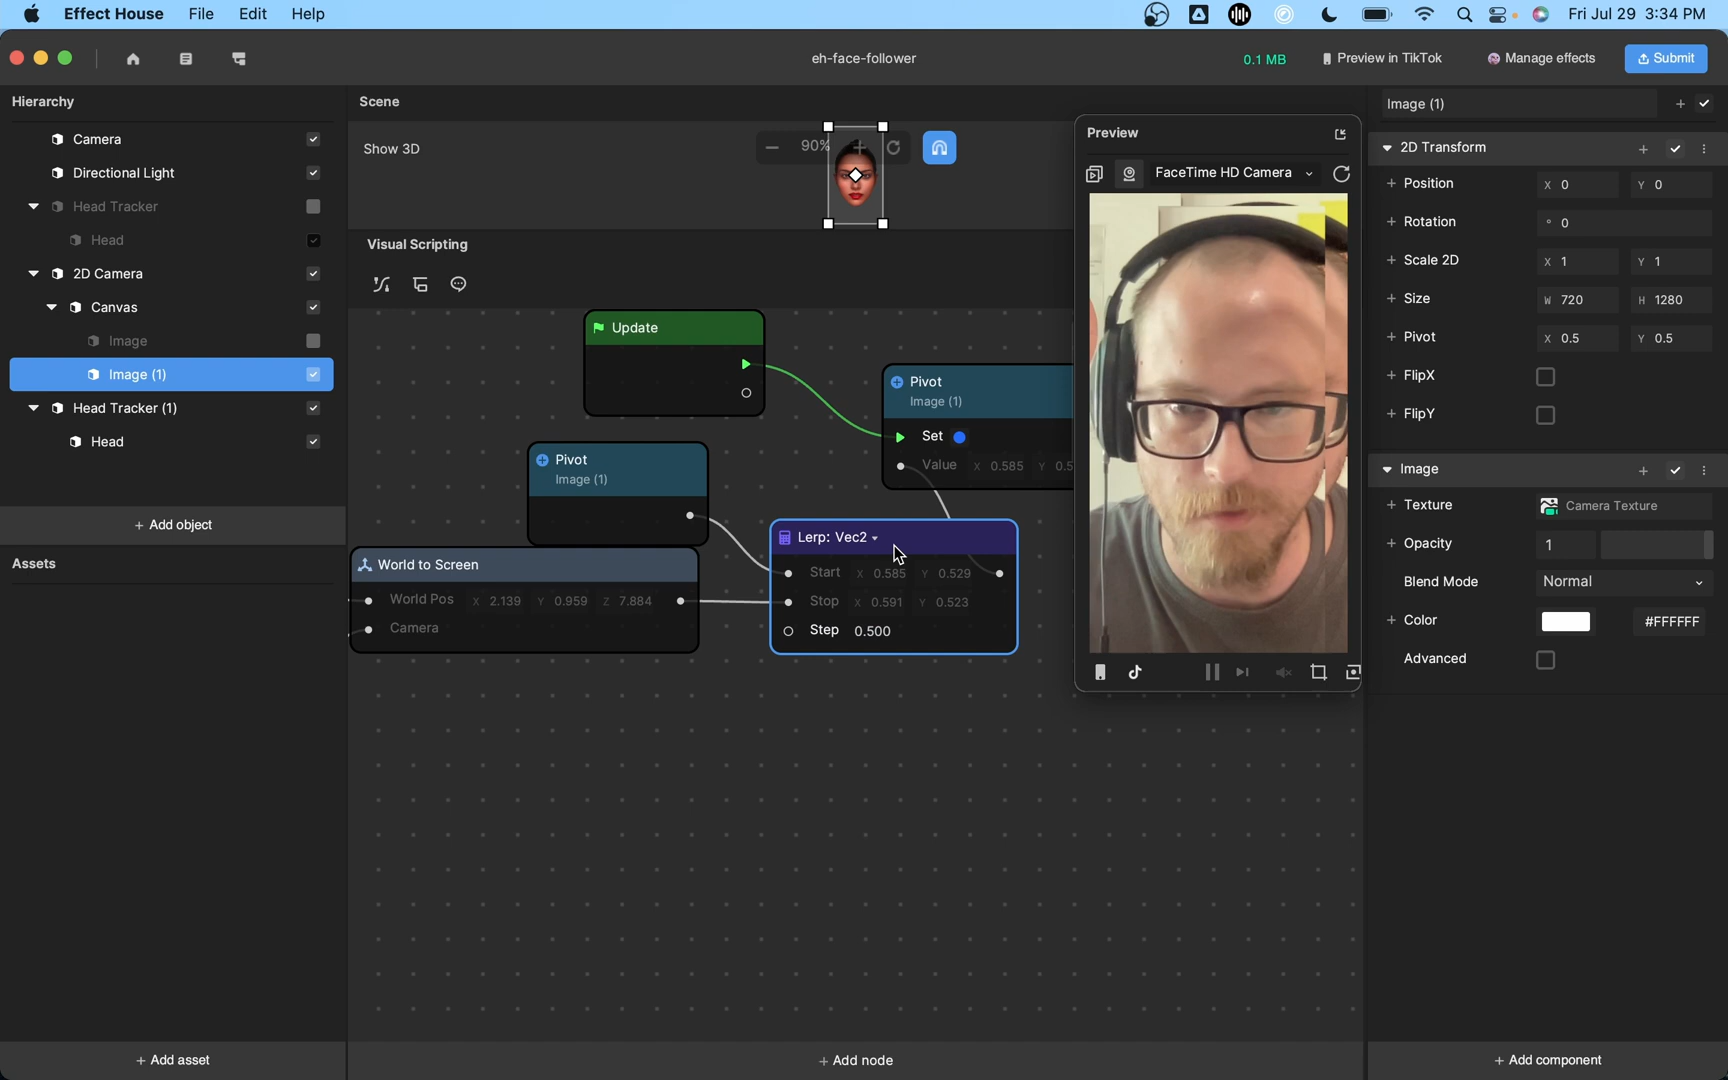 Effect House File Edit Help Fri Jul 29 3:34 PM
eh-face-follower 0.1 MB Preview in TikTok Manage effects Submit
Hierarchy
Camera
Directional Light
Head Tracker
Head
2D Camera
Canvas
Image
Image (1)
Head Tracker (1)
Head
+ Add object
Assets
+ Add asset
Scene
Show 3D
90%
Visual Scripting
Update
Pivot
Image (1)
Set
Value X 0.585 Y 0.5
Pivot
Image (1)
World to Screen
World Pos X 2.139 Y 0.959 Z 7.884
Camera
Lerp: Vec2
Start X 0.585 Y 0.529
Stop X 0.591 Y 0.523
Step 0.500
+ Add node
Preview
FaceTime HD Camera
Image (1)
2D Transform
+ Position X 0 Y 0
+ Rotation ° 0
+ Scale 2D X 1 Y 1
+ Size W 720 H 1280
+ Pivot X 0.5 Y 0.5
+ FlipX
+ FlipY
Image
+ Texture Camera Texture
+ Opacity 1
Blend Mode Normal
+ Color #FFFFFF
Advanced
+ Add component